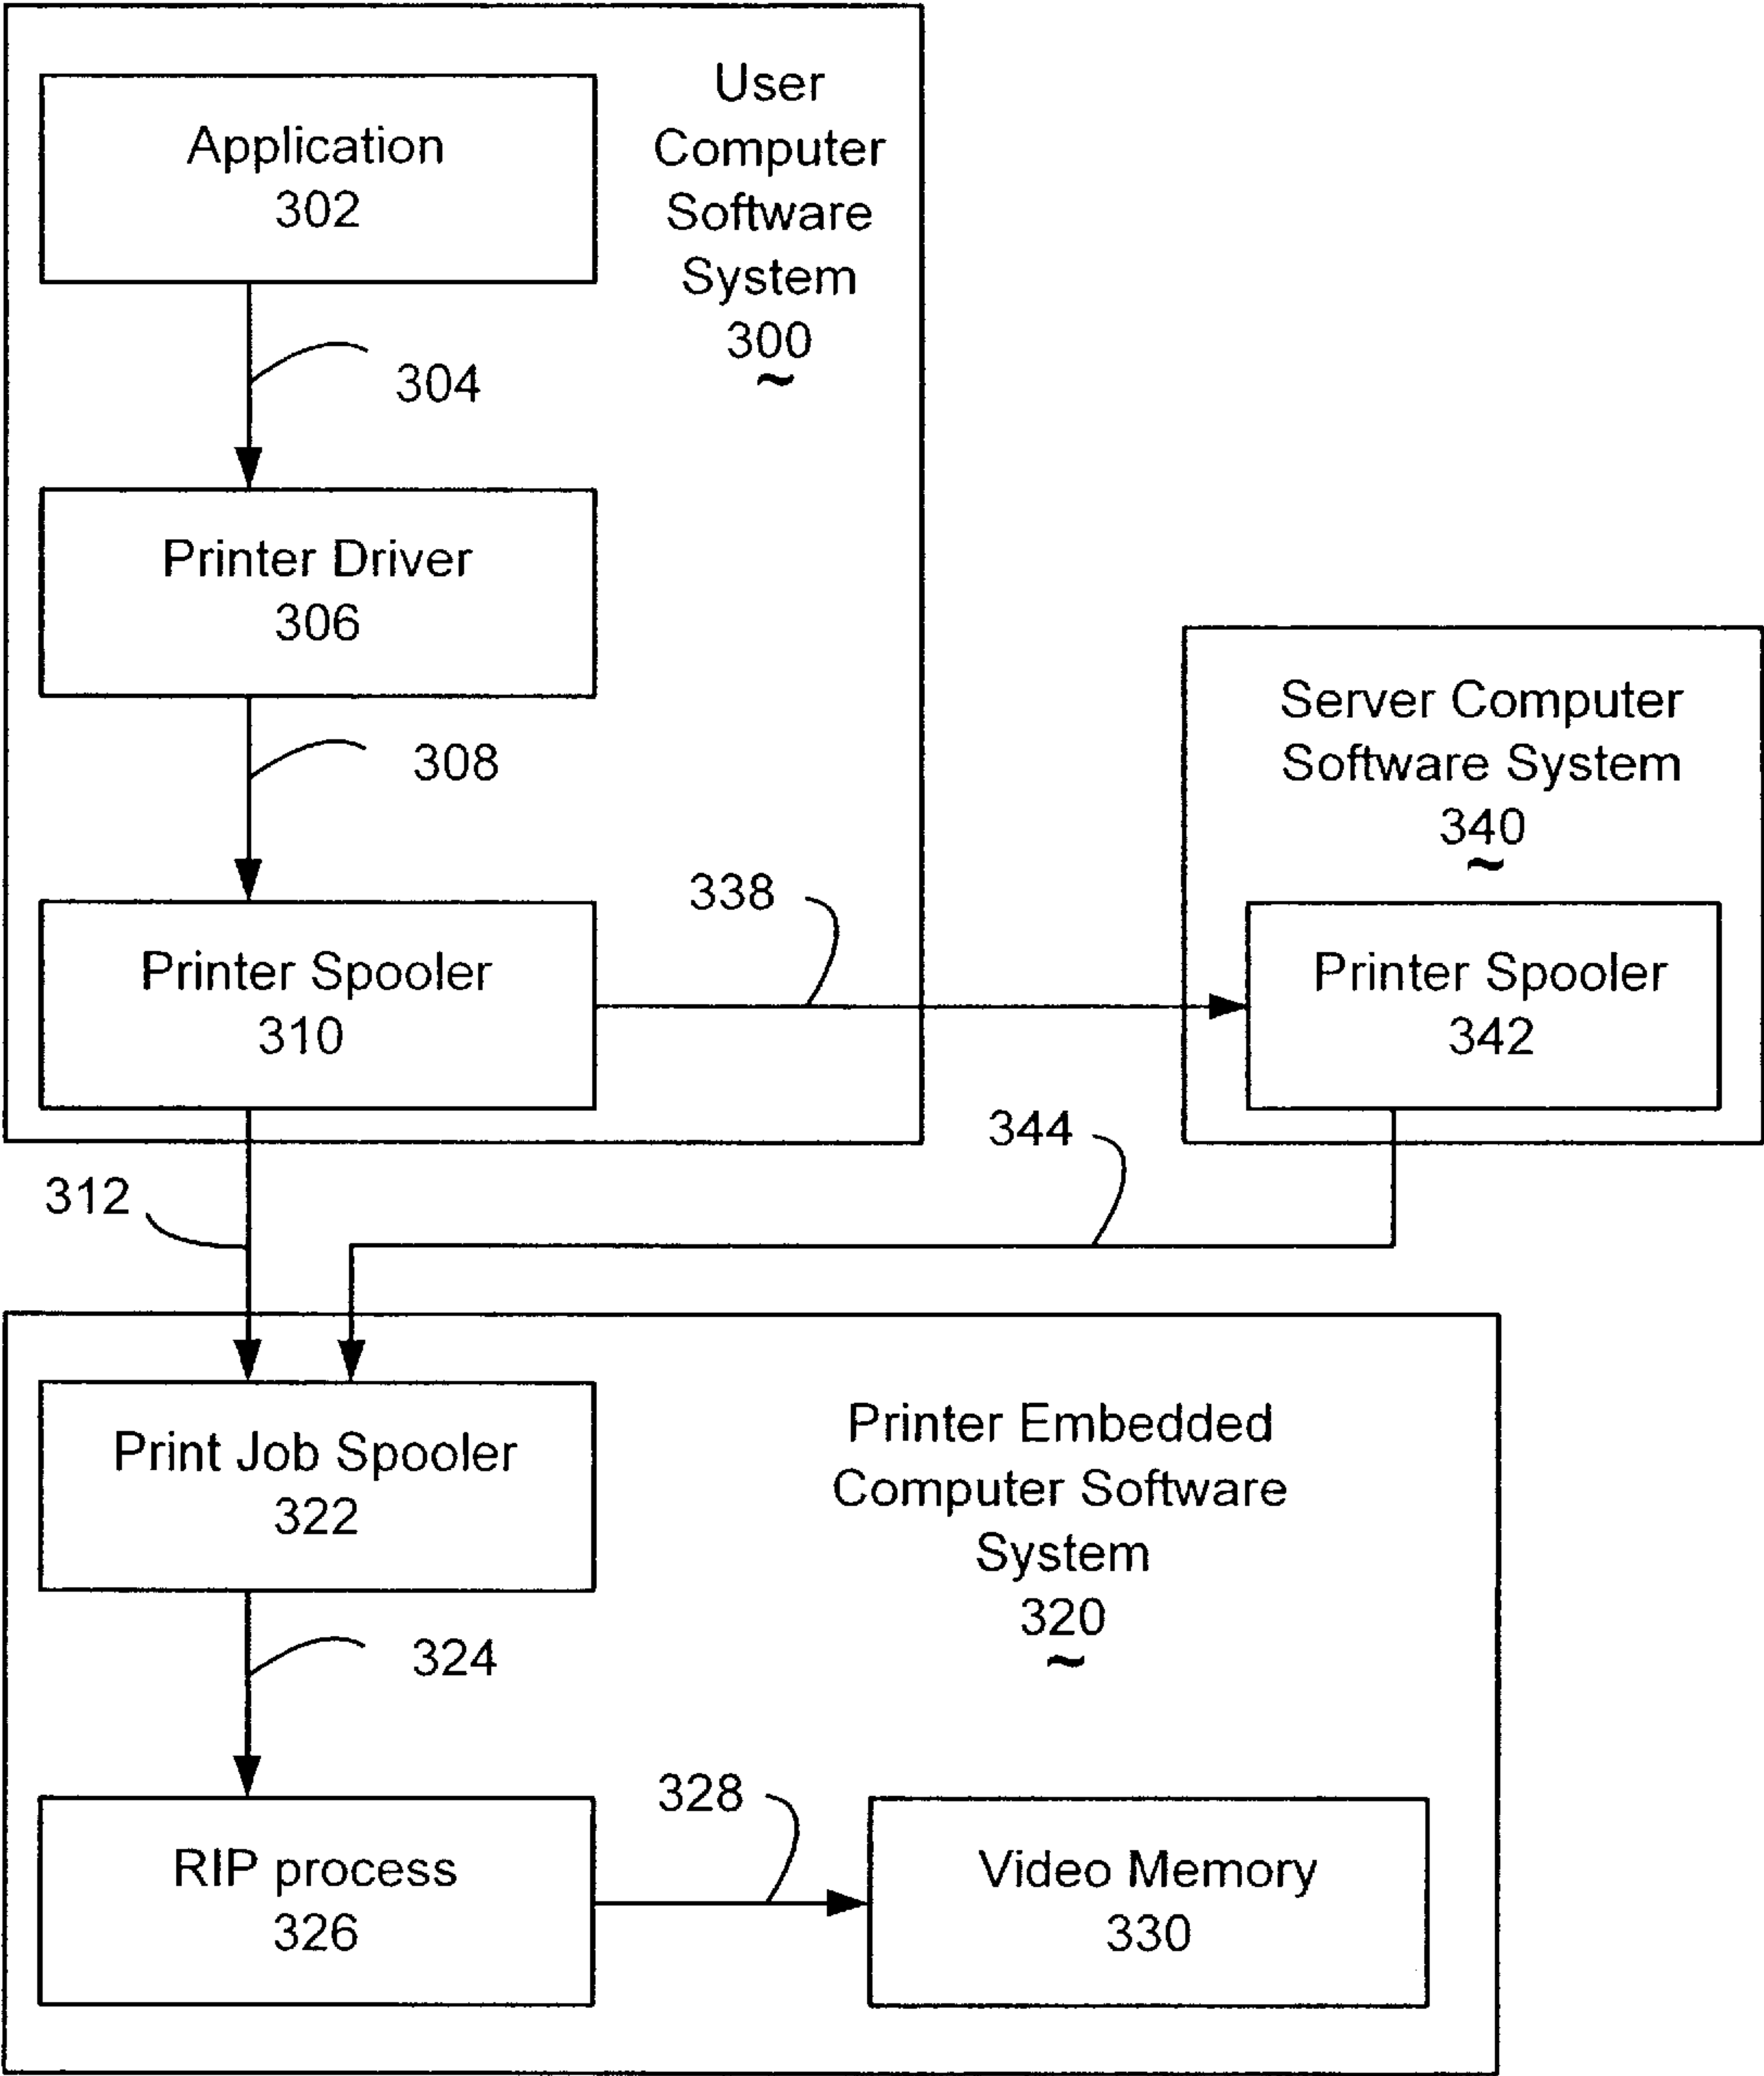 Application
302
User
Computer
Software
System
300
~
304
Printer Driver
306
308
Server Computer
Software System
340
~
338
Printer Spooler
310
Printer Spooler
342
344
312
Print Job Spooler
322
Printer Embedded
Computer Software
System
320
~
324
328
RIP process
326
Video Memory
330